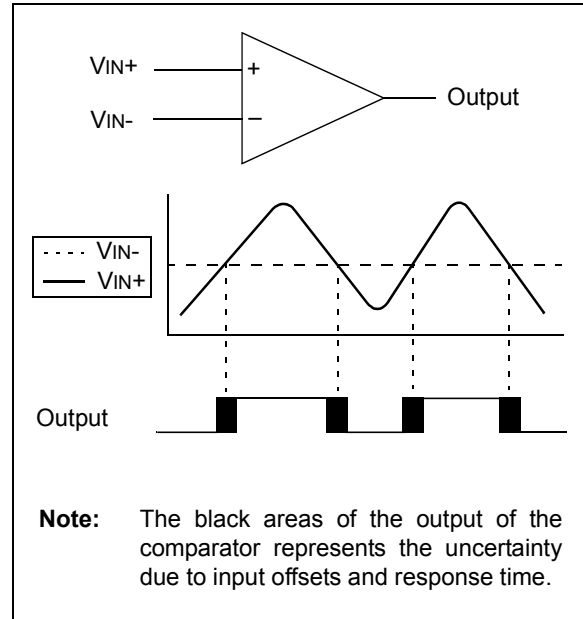 VIN+
+
Output
VIN-
–
VIN-
VIN+
Output
Note: The black areas of the output of the
comparator represents the uncertainty
due to input offsets and response time.